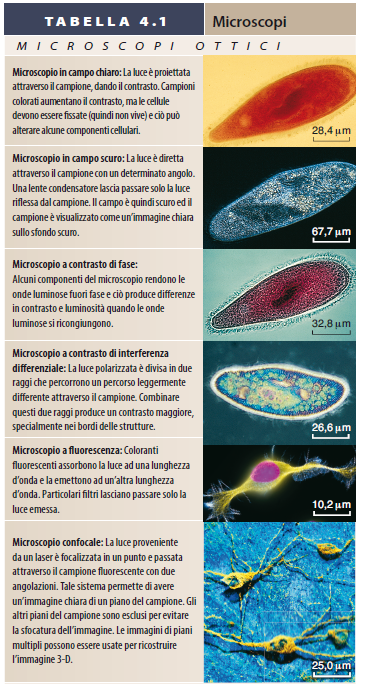 TABELLA 4.1
Microscopi
MICROSCOPI OTTICI
Microscopio in campo chiaro: La luce è proiettata
attraverso il campione, dando il contrasto. Campioni
colorati aumentano il contrasto, ma le cellule
devono essere fissate (quindi non vive) e ciò può
alterare alcune componenti cellulari.
28,4 µm
Microscopio in campo scuro: La luce è diretta
attraverso il campione con un determinato angolo.
Una lente condensatore lascia passare solo la luce
riflessa dal campione. Il campo è quindi scuro ed il
campione è visualizzato come un'immagine chiara
sullo sfondo scuro.
67,7 µm
Microscopio a contrasto di fase:
Alcuni componenti del microscopio rendono le
onde luminose fuori fase e ciò produce differenze
in contrasto e luminosità quando le onde
luminose si ricongiungono.
32,8 µm
Microscopio a contrasto di interferenza
differenziale: La luce polarizzata è divisa in due
raggi che percorrono un percorso leggermente
differente attraverso il campione. Combinare
questi due raggi produce un contrasto maggiore,
specialmente nei bordi delle strutture.
26,6 µm
Microscopio a fluorescenza: Coloranti
fluorescenti assorbono la luce ad una lunghezza
d'onda e la emettono ad un'altra lunghezza
d'onda. Particolari filtri lasciano passare solo la
luce emessa.
10,2 µm
Microscopio confocale: La luce proveniente
da un laser è focalizzata in un punto e passata
attraverso il campione fluorescente con due
angolazioni. Tale sistema permette di avere
un'immagine chiara di un piano del campione. Gli
altri piani del campione sono esclusi per evitare
la sfocatura dell'immagine. Le immagini di piani
multipli possono essere usate per ricostruire
l'immagine 3-D.
25,0 µm